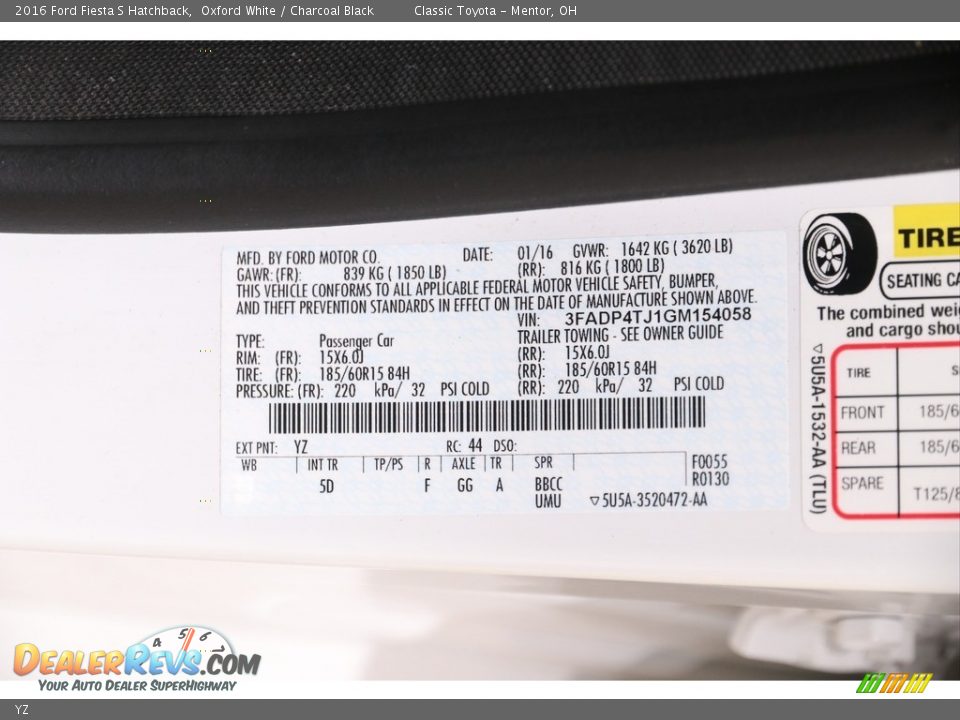 2016 Ford Fiesta S Hatchback, Oxford White / Charcoal Black Classic Toyota - Mentor, OH
MFD. BY FORD MOTOR CO. DATE: 01/16 GVWR: 1642 KG ( 3620 LB)
GAWR: (FR): 839 KG ( 1850 LB) (RR): 816 KG ( 1800 LB)
THIS VEHICLE CONFORMS TO ALL APPLICABLE FEDERAL MOTOR VEHICLE SAFETY, BUMPER,
AND THEFT PREVENTION STANDARDS IN EFFECT ON THE DATE OF MANUFACTURE SHOWN ABOVE.
VIN: 3FADP4TJ1GM154058
TYPE: Passenger Car TRAILER TOWING - SEE OWNER GUIDE
RIM: (FR): 15X6.0J (RR): 15X6.0J
TIRE: (FR): 185/60R15 84H (RR): 185/60R15 84H
PRESSURE: (FR): 220 kPa/ 32 PSI COLD (RR): 220 kPa/ 32 PSI COLD
EXT PNT: YZ RC: 44 DSO:
WB INT TR TP/PS R AXLE TR SPR F0055
5D F GG A BBCC R0130
UMU ▽5U5A-3520472-AA
TIRE
SEATING CA
The combined wei
and cargo shou
TIRE S
FRONT 185/6
REAR 185/6
SPARE T125/8
▽5U5A-1532-AA (TLU)
4 5 6
DEALERREVS.COM
YOUR AUTO DEALER SUPERHIGHWAY
YZ